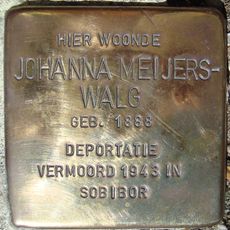 HIER WOONDE
JOHANNA MEIJERS-
WALG
GEB. 1888
DEPORTATIE
VERMOORD 1943 IN
SOBIBOR